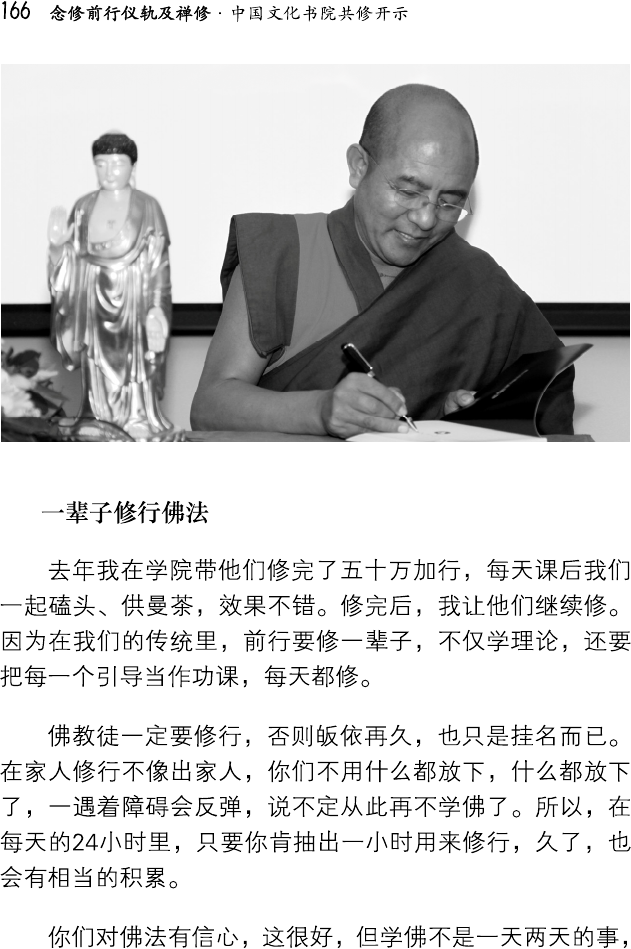 166 念修前行仪轨及禅修·中国文化书院共修开示
一辈子修行佛法
去年我在学院带他们修完了五十万加行，每天课后我们
一起磕头、供曼茶，效果不错。修完后，我让他们继续修。
因为在我们的传统里，前行要修一辈子，不仅学理论，还要
把每一个引导当作功课，每天都修。
佛教徒一定要修行，否则皈依再久，也只是挂名而已。
在家人修行不像出家人，你们不用什么都放下，什么都放下
了，一遇着障碍会反弹，说不定从此再不学佛了。所以，在
每天的24小时里，只要你肯抽出一小时用来修行，久了，也
会有相当的积累。
你们对佛法有信心，这很好，但学佛不是一天两天的事，